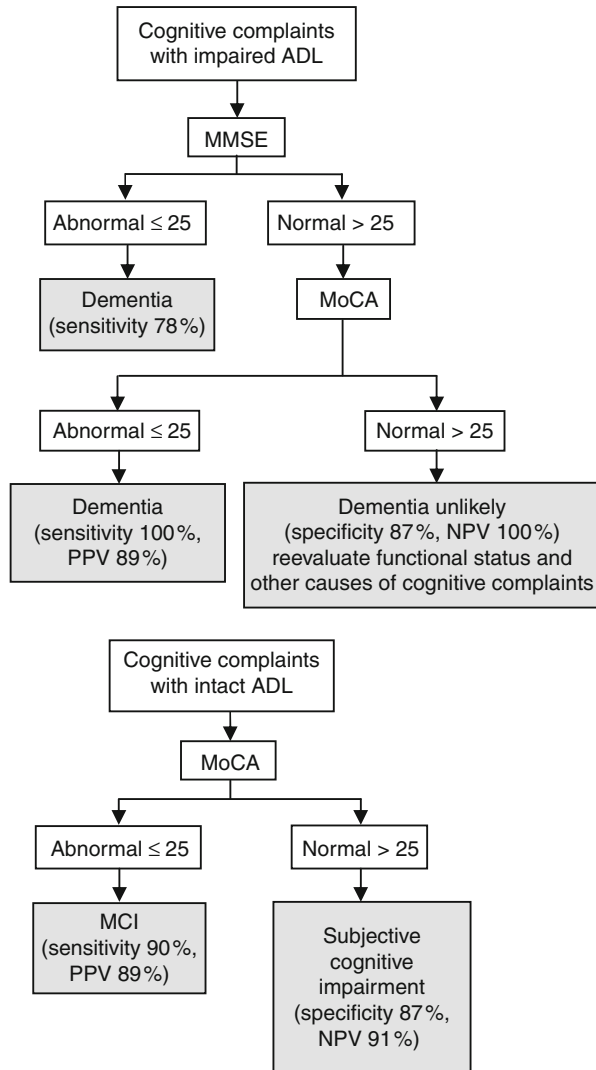 Cognitive complaints
with impaired ADL
MMSE
Abnormal ≤ 25
Normal > 25
Dementia
(sensitivity 78%)
MoCA
Abnormal ≤ 25
Normal > 25
Dementia
(sensitivity 100%,
PPV 89%)
Dementia unlikely
(specificity 87%, NPV 100%)
reevaluate functional status and
other causes of cognitive complaints
Cognitive complaints
with intact ADL
MoCA
Abnormal ≤ 25
Normal > 25
MCI
(sensitivity 90%,
PPV 89%)
Subjective
cognitive
impairment
(specificity 87%,
NPV 91%)